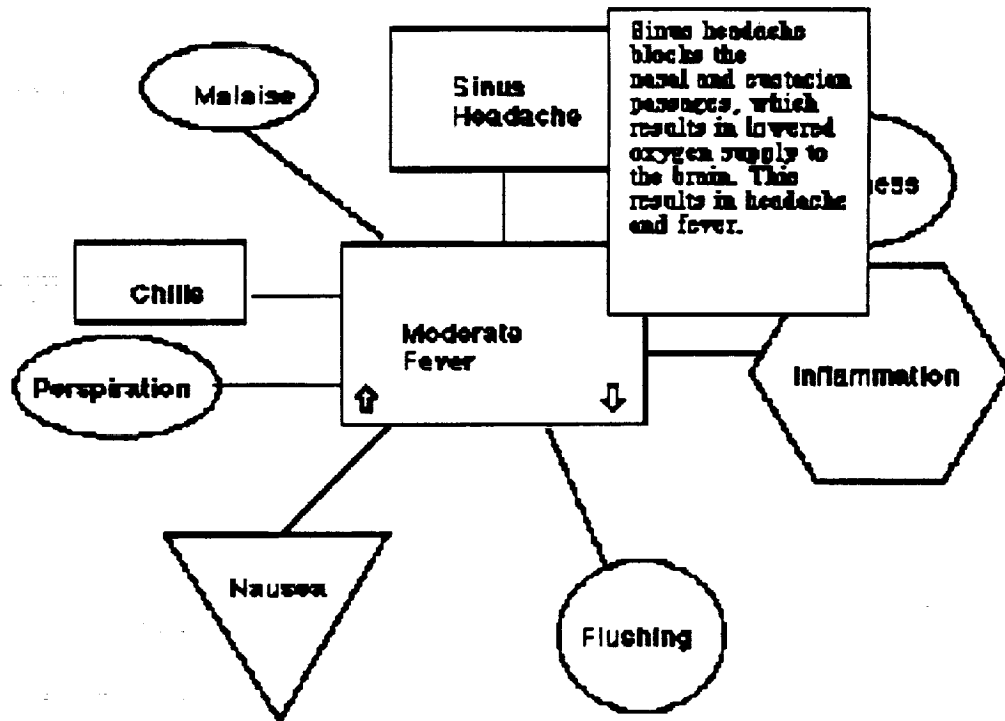 Malaise
Sinus
Headache
Sinus headache
blocks the
nasal and eustacian
passages, which
results in lowered
oxygen supply to
the brain. This
results in headache
and fever.
ness
Chills
Moderate
Fever
Perspiration
Inflammation
Nausea
Flushing